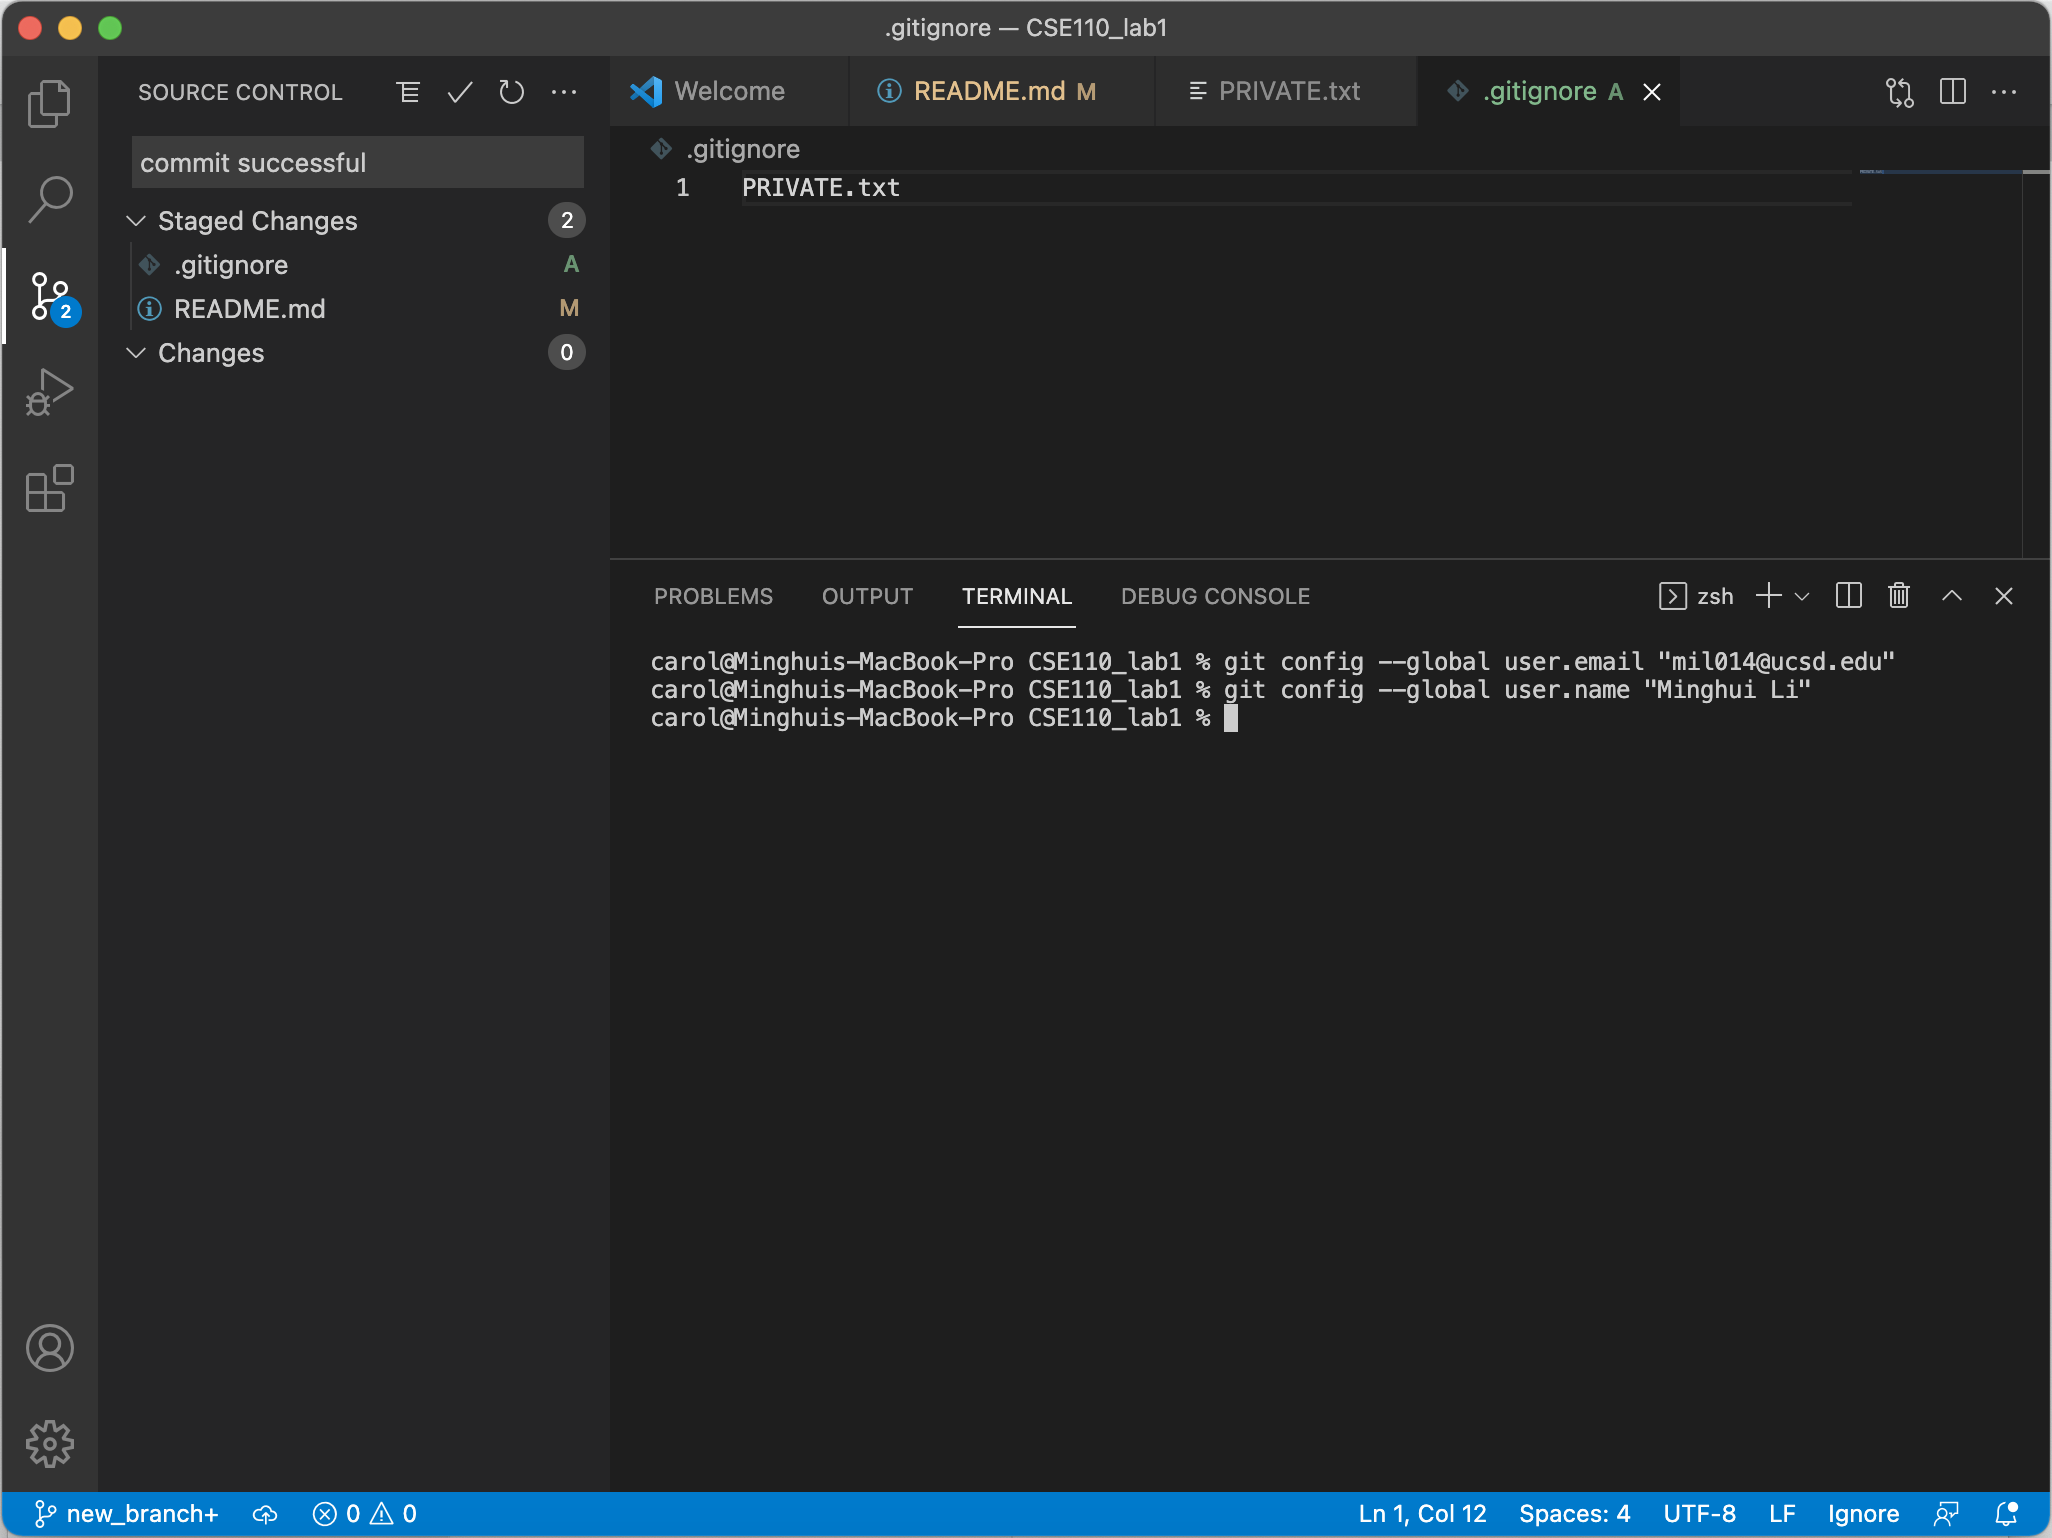 .gitignore — CSE110_lab1
SOURCE CONTROL
Welcome
README.md M
PRIVATE.txt
.gitignore A
commit successful
.gitignore
1 PRIVATE.txt
Staged Changes 2
.gitignore A
README.md M
2
Changes 0
PROBLEMS OUTPUT TERMINAL DEBUG CONSOLE
zsh
carol@Minghuis-MacBook-Pro CSE110_lab1 % git config --global user.email "mil014@ucsd.edu"
carol@Minghuis-MacBook-Pro CSE110_lab1 % git config --global user.name "Minghui Li"
carol@Minghuis-MacBook-Pro CSE110_lab1 %
new_branch+ 0 0
Ln 1, Col 12 Spaces: 4 UTF-8 LF Ignore